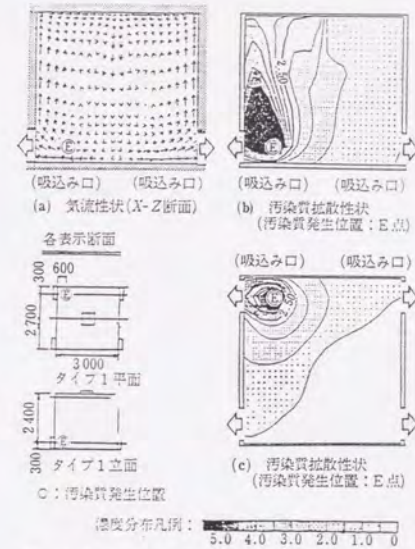 E
(吸込み口) (吸込み口)
(a) 気流性状(X-Z断面)
2.50
E
(吸込み口) (吸込み口)
(b) 汚染質拡散性状
(汚染質発生位置:E点)
各表示断面
300 600
E
2700
3000
タイプ1平面
2400
300
E
タイプ1立面
○:汚染質発生位置
(吸込み口) (吸込み口)
E
2.50
(c) 汚染質拡散性状
(汚染質発生位置:E点)
濃度分布凡例:
5.0 4.0 3.0 2.0 1.0 0